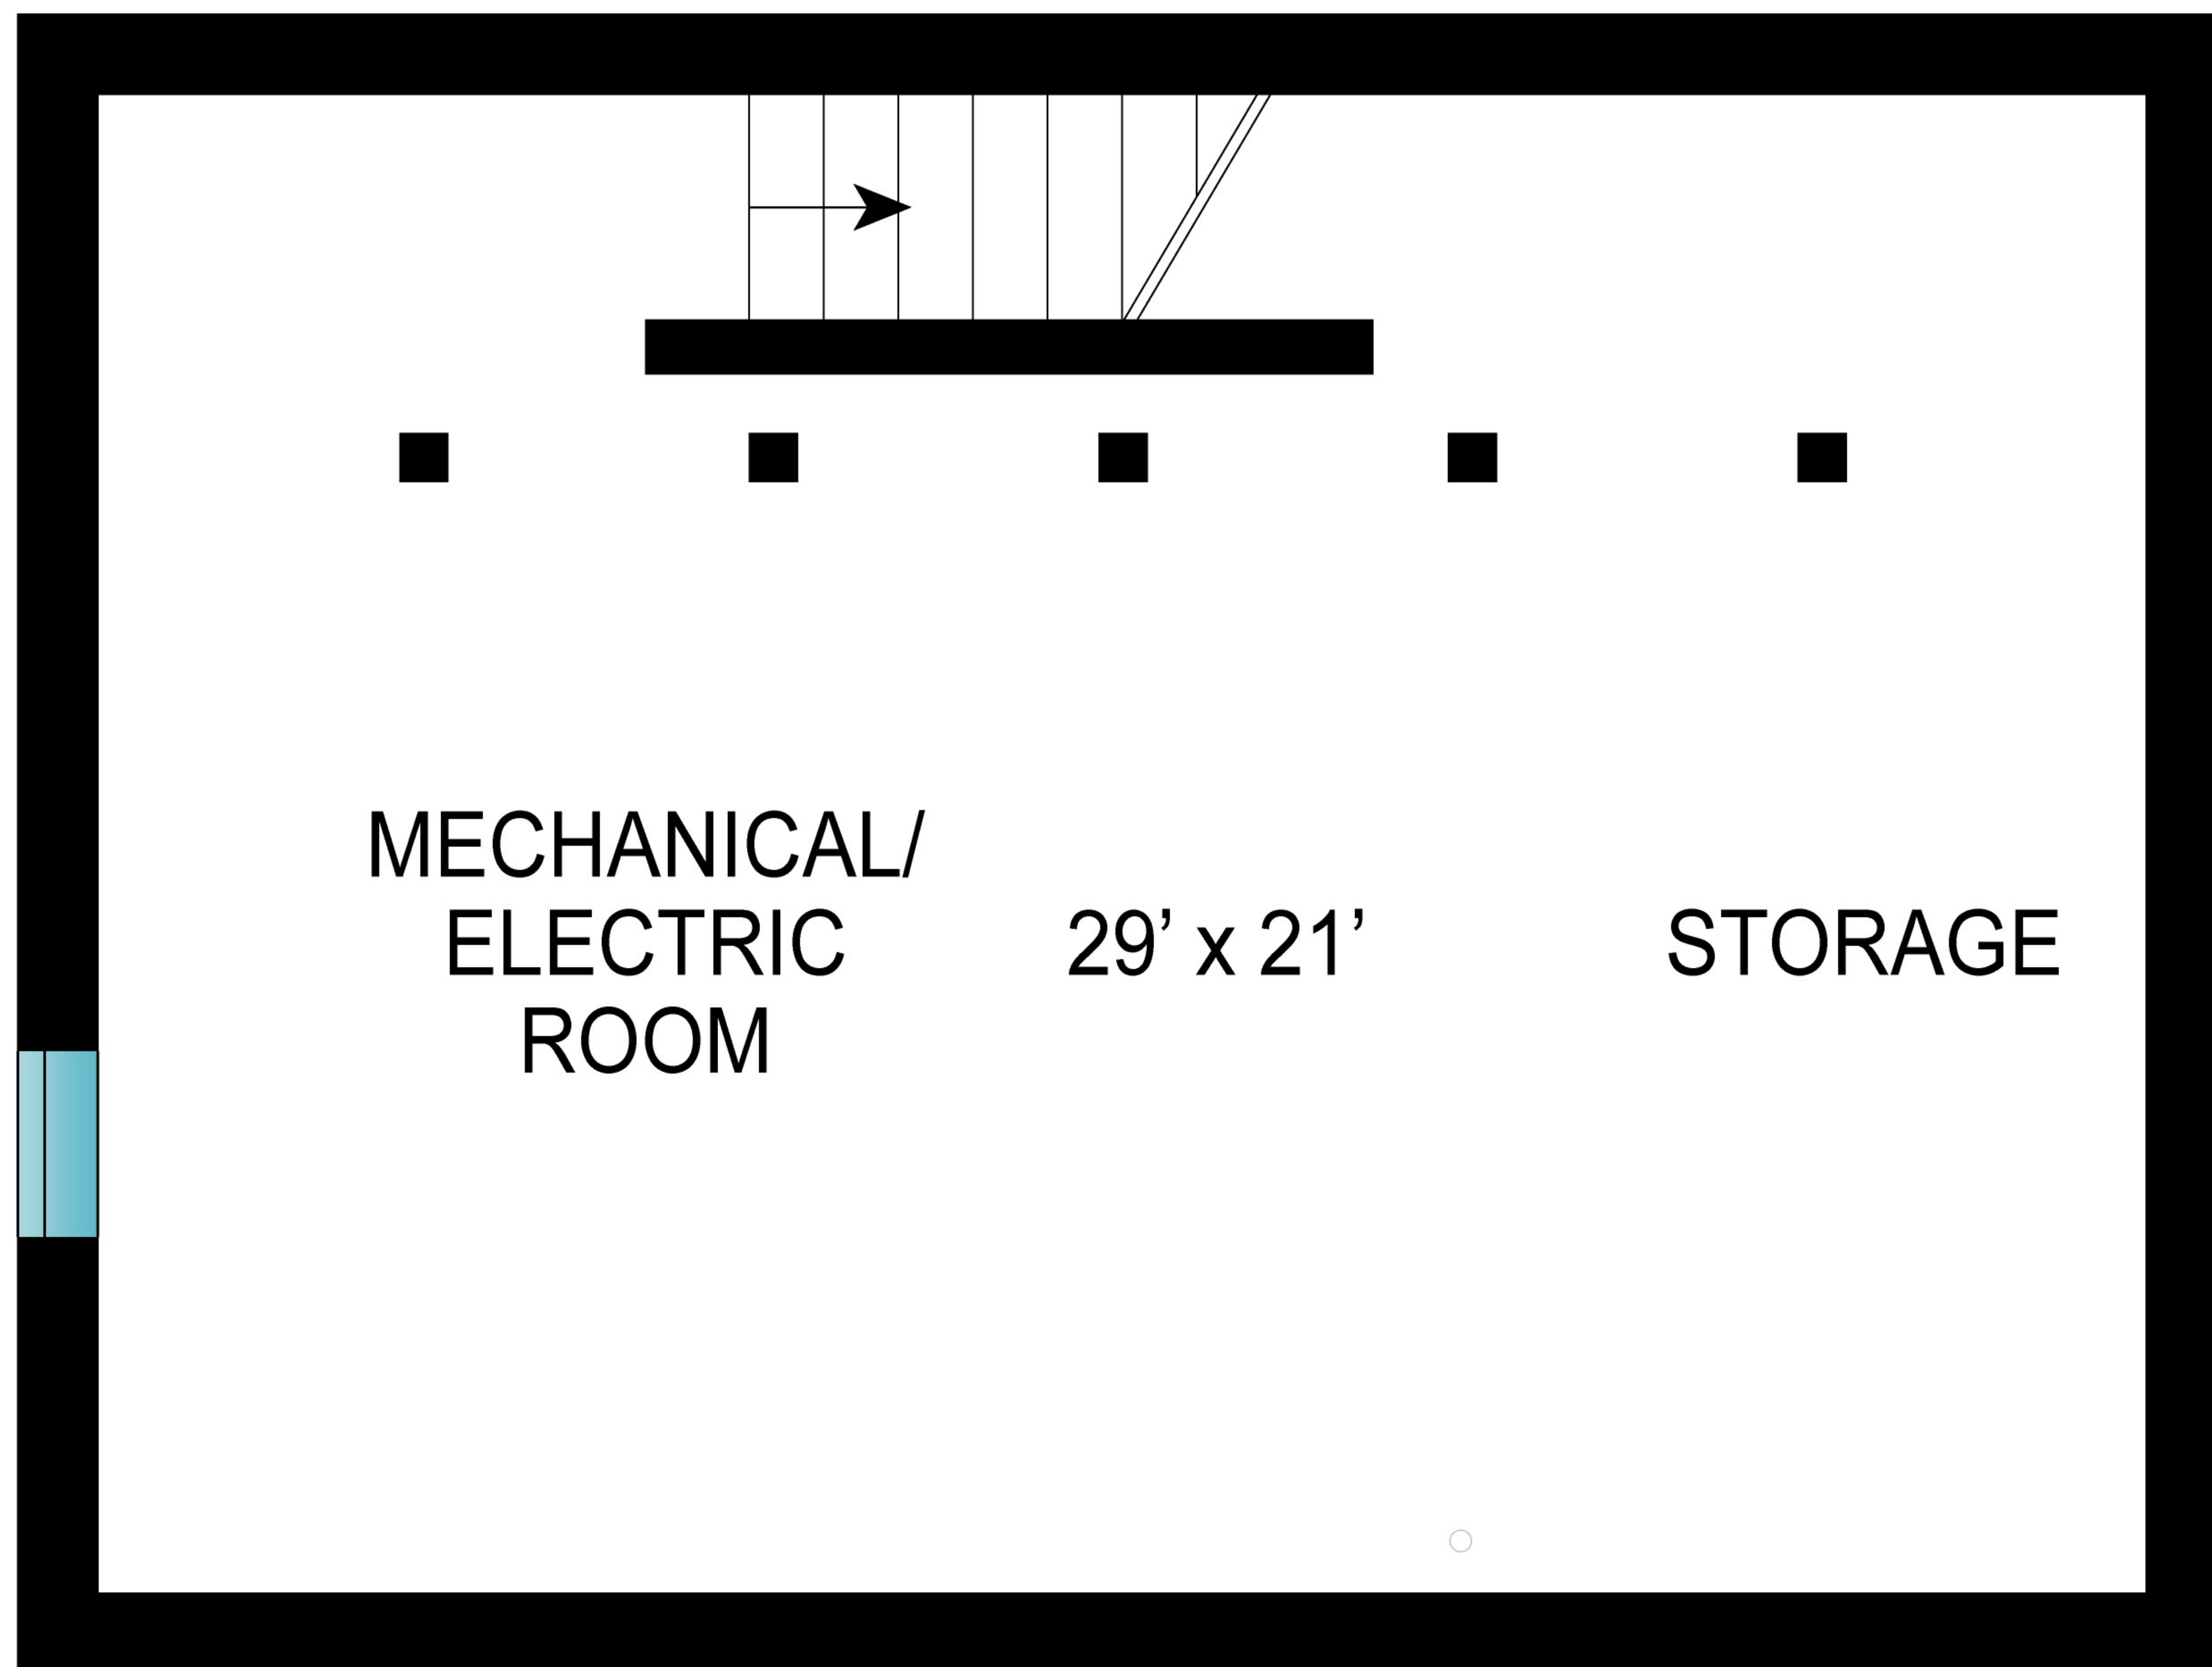 MECHANICAL/
ELECTRIC
ROOM
29’ x 21’
STORAGE